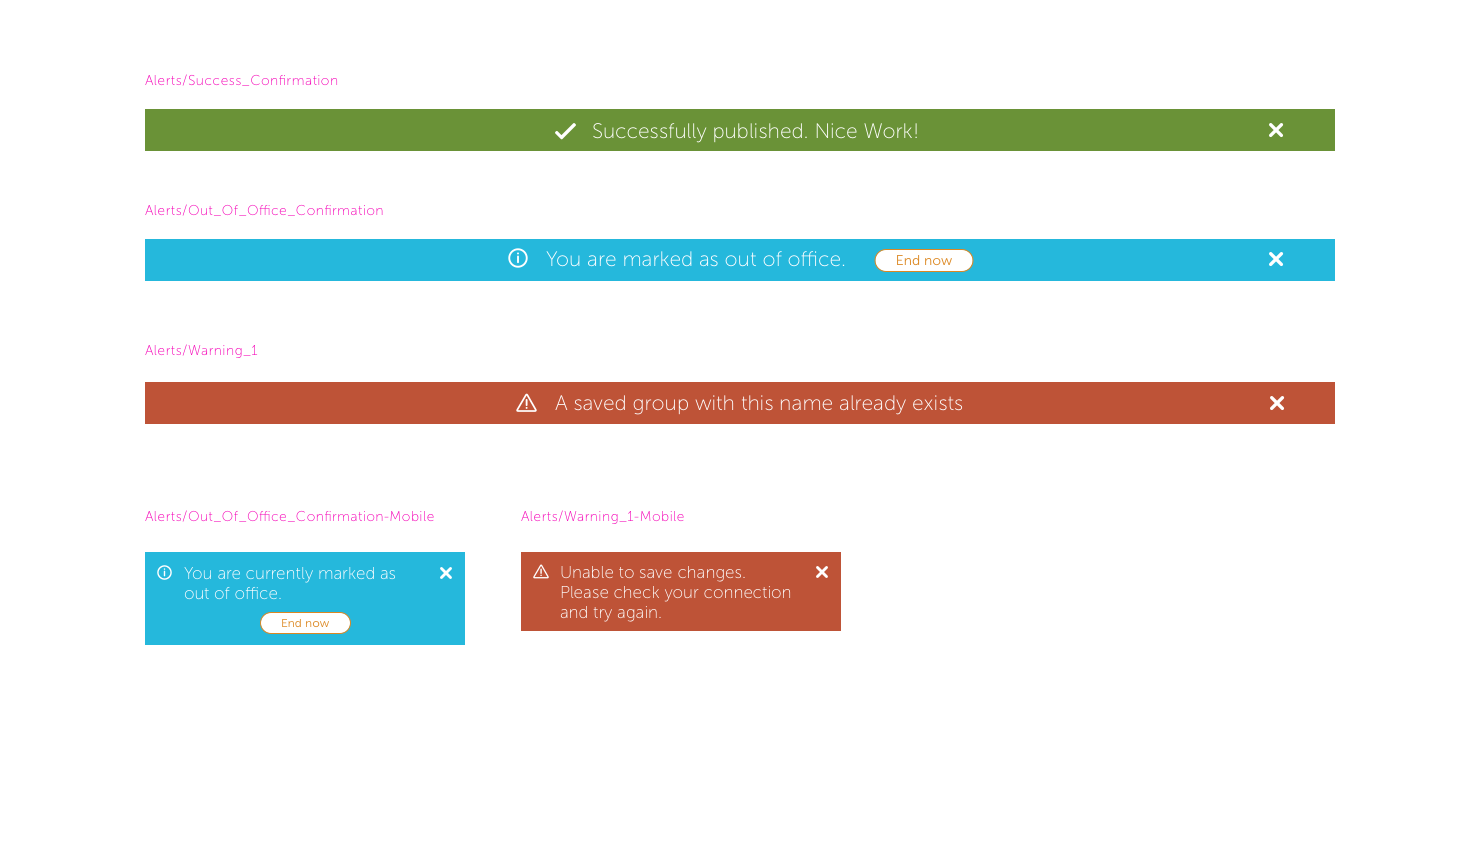 Alerts/Success_Confirmation
Successfully published. Nice Work!
Alerts/Out_Of_Office_Confirmation
You are marked as out of office.
End now
Alerts/Warning_1
A saved group with this name already exists
Alerts/Out_Of_Office_Confirmation-Mobile
You are currently marked as
out of office.
End now
Alerts/Warning_1-Mobile
Unable to save changes.
Please check your connection
and try again.